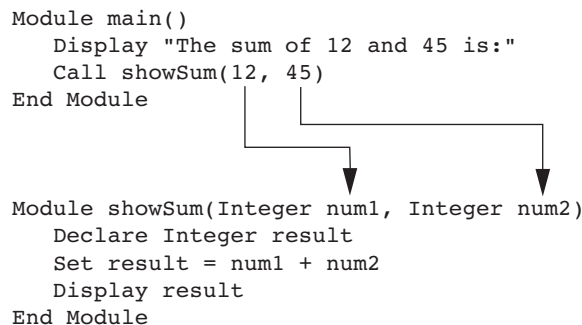 Module main()
   Display "The sum of 12 and 45 is:"
   Call showSum(12, 45)
End Module
Module showSum(Integer num1, Integer num2)
   Declare Integer result
   Set result = num1 + num2
   Display result
End Module